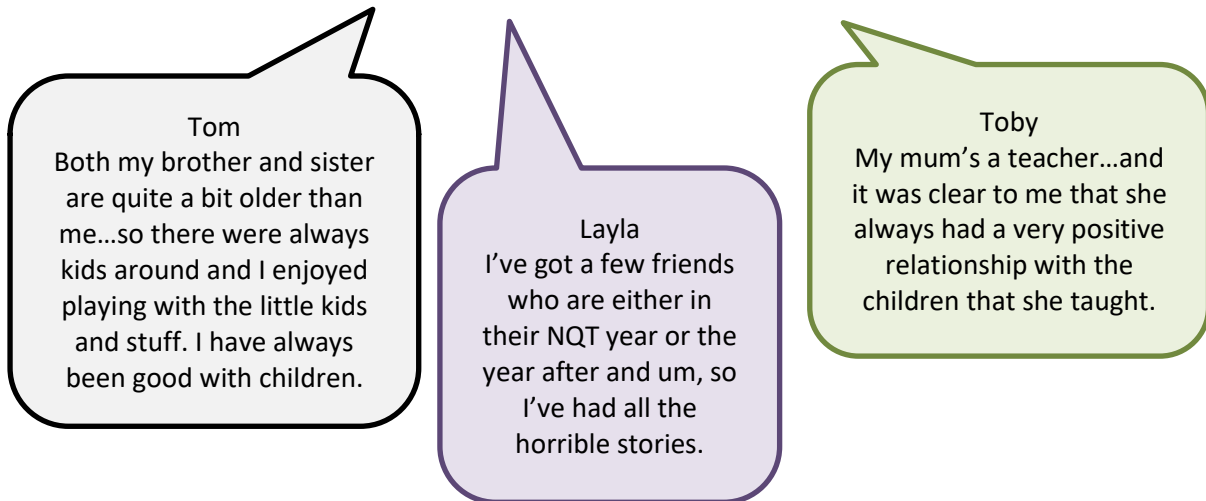 Tom
Both my brother and sister
are quite a bit older than
me…so there were always
kids around and I enjoyed
playing with the little kids
and stuff. I have always
been good with children.
Layla
I’ve got a few friends
who are either in
their NQT year or the
year after and um, so
I’ve had all the
horrible stories.
Toby
My mum’s a teacher…and
it was clear to me that she
always had a very positive
relationship with the
children that she taught.